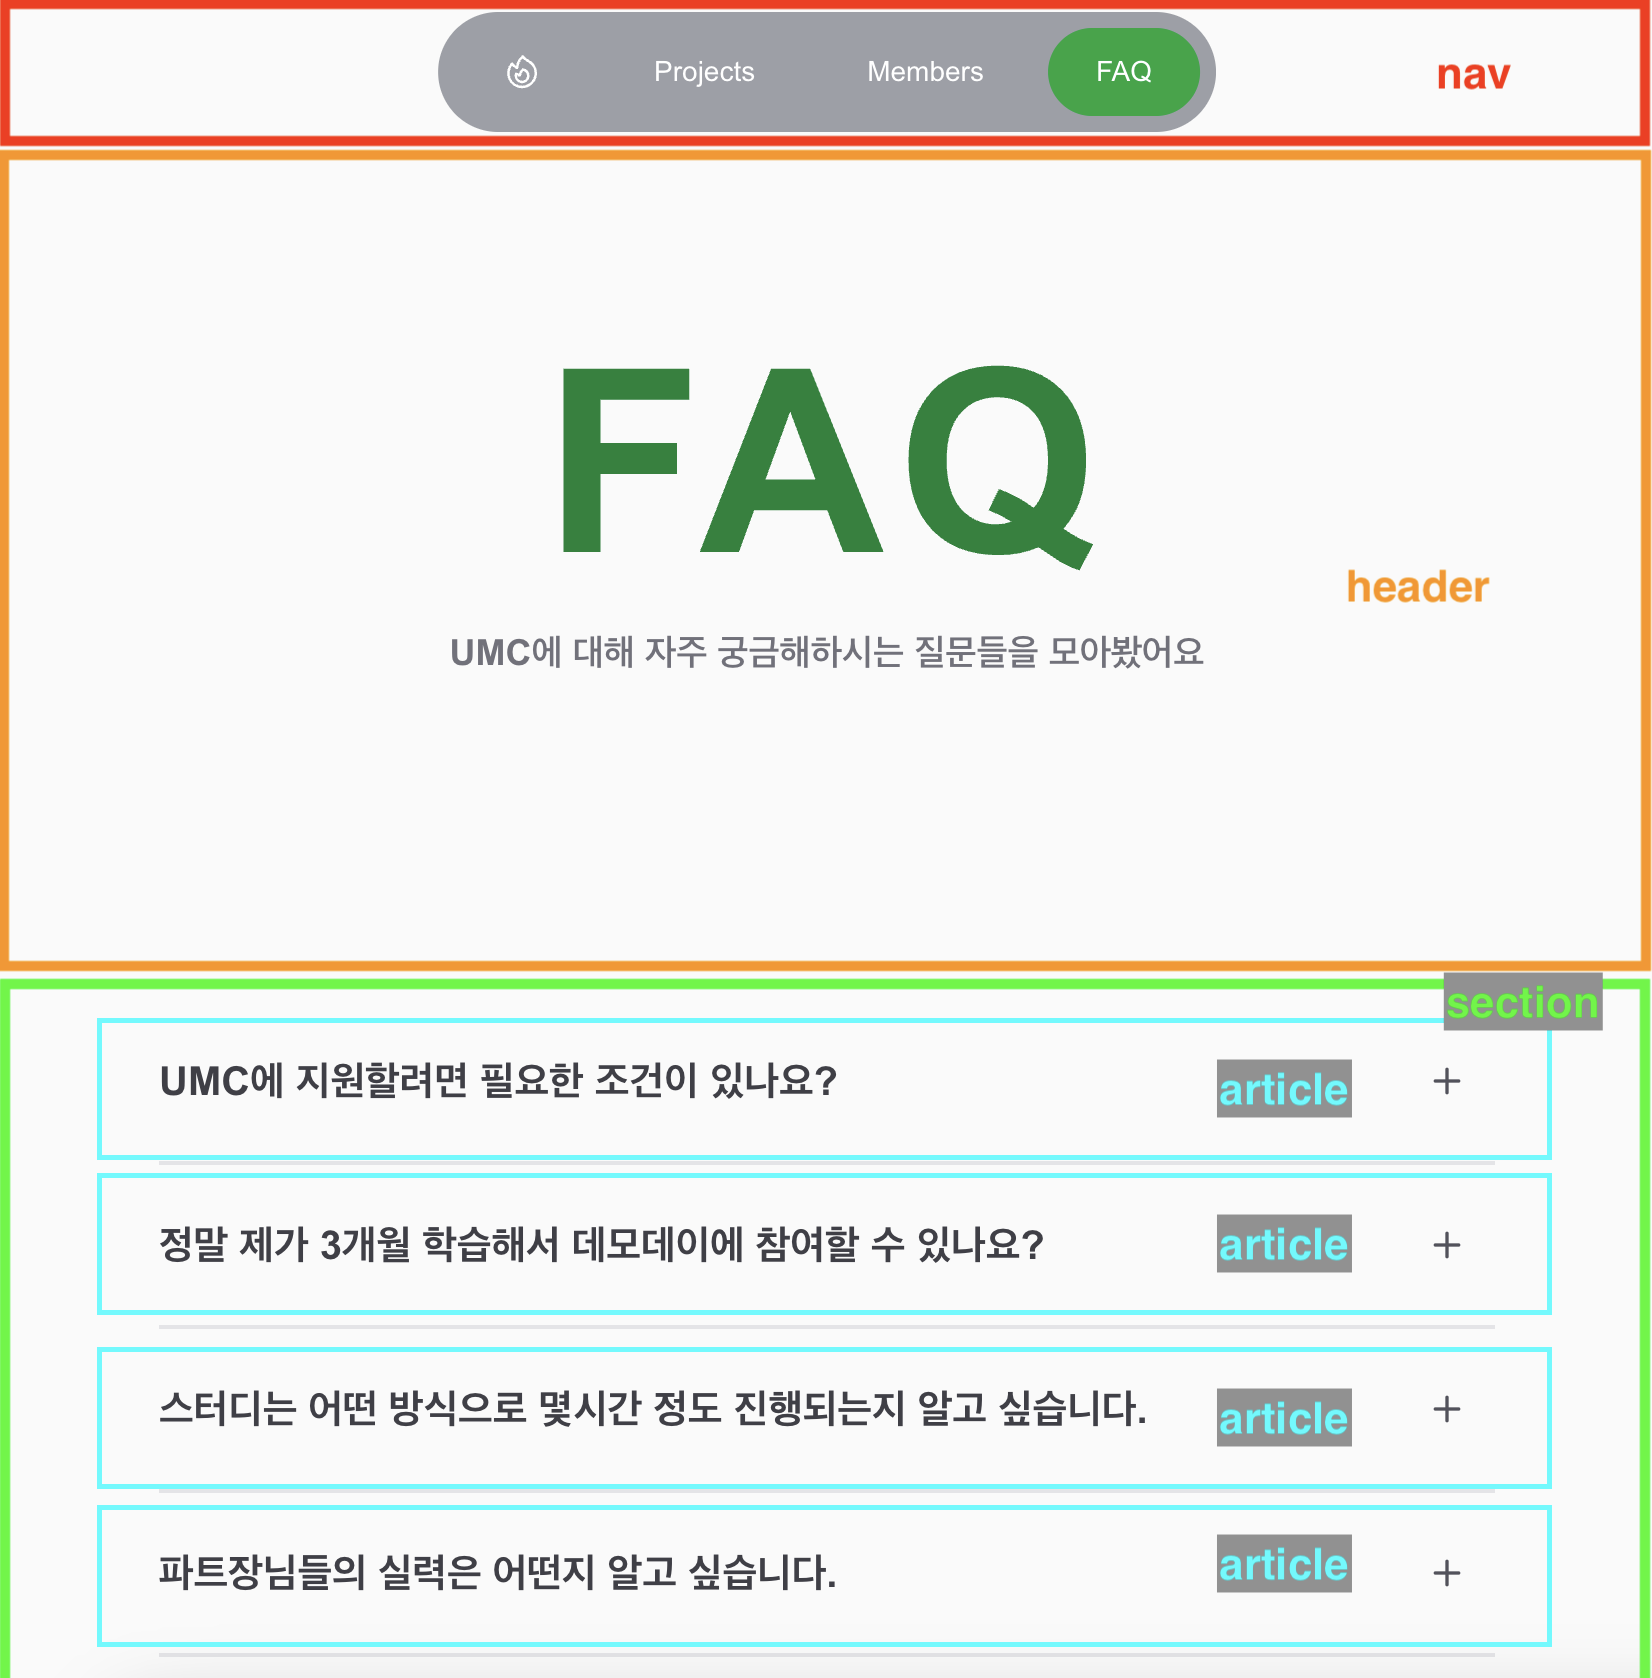 Projects Members FAQ nav
FAQ
header
UMC에 대해 자주 궁금해하시는 질문들을 모아봤어요
section
UMC에 지원할려면 필요한 조건이 있나요? article +
정말 제가 3개월 학습해서 데모데이에 참여할 수 있나요? article +
스터디는 어떤 방식으로 몇시간 정도 진행되는지 알고 싶습니다. article +
파트장님들의 실력은 어떤지 알고 싶습니다. article +